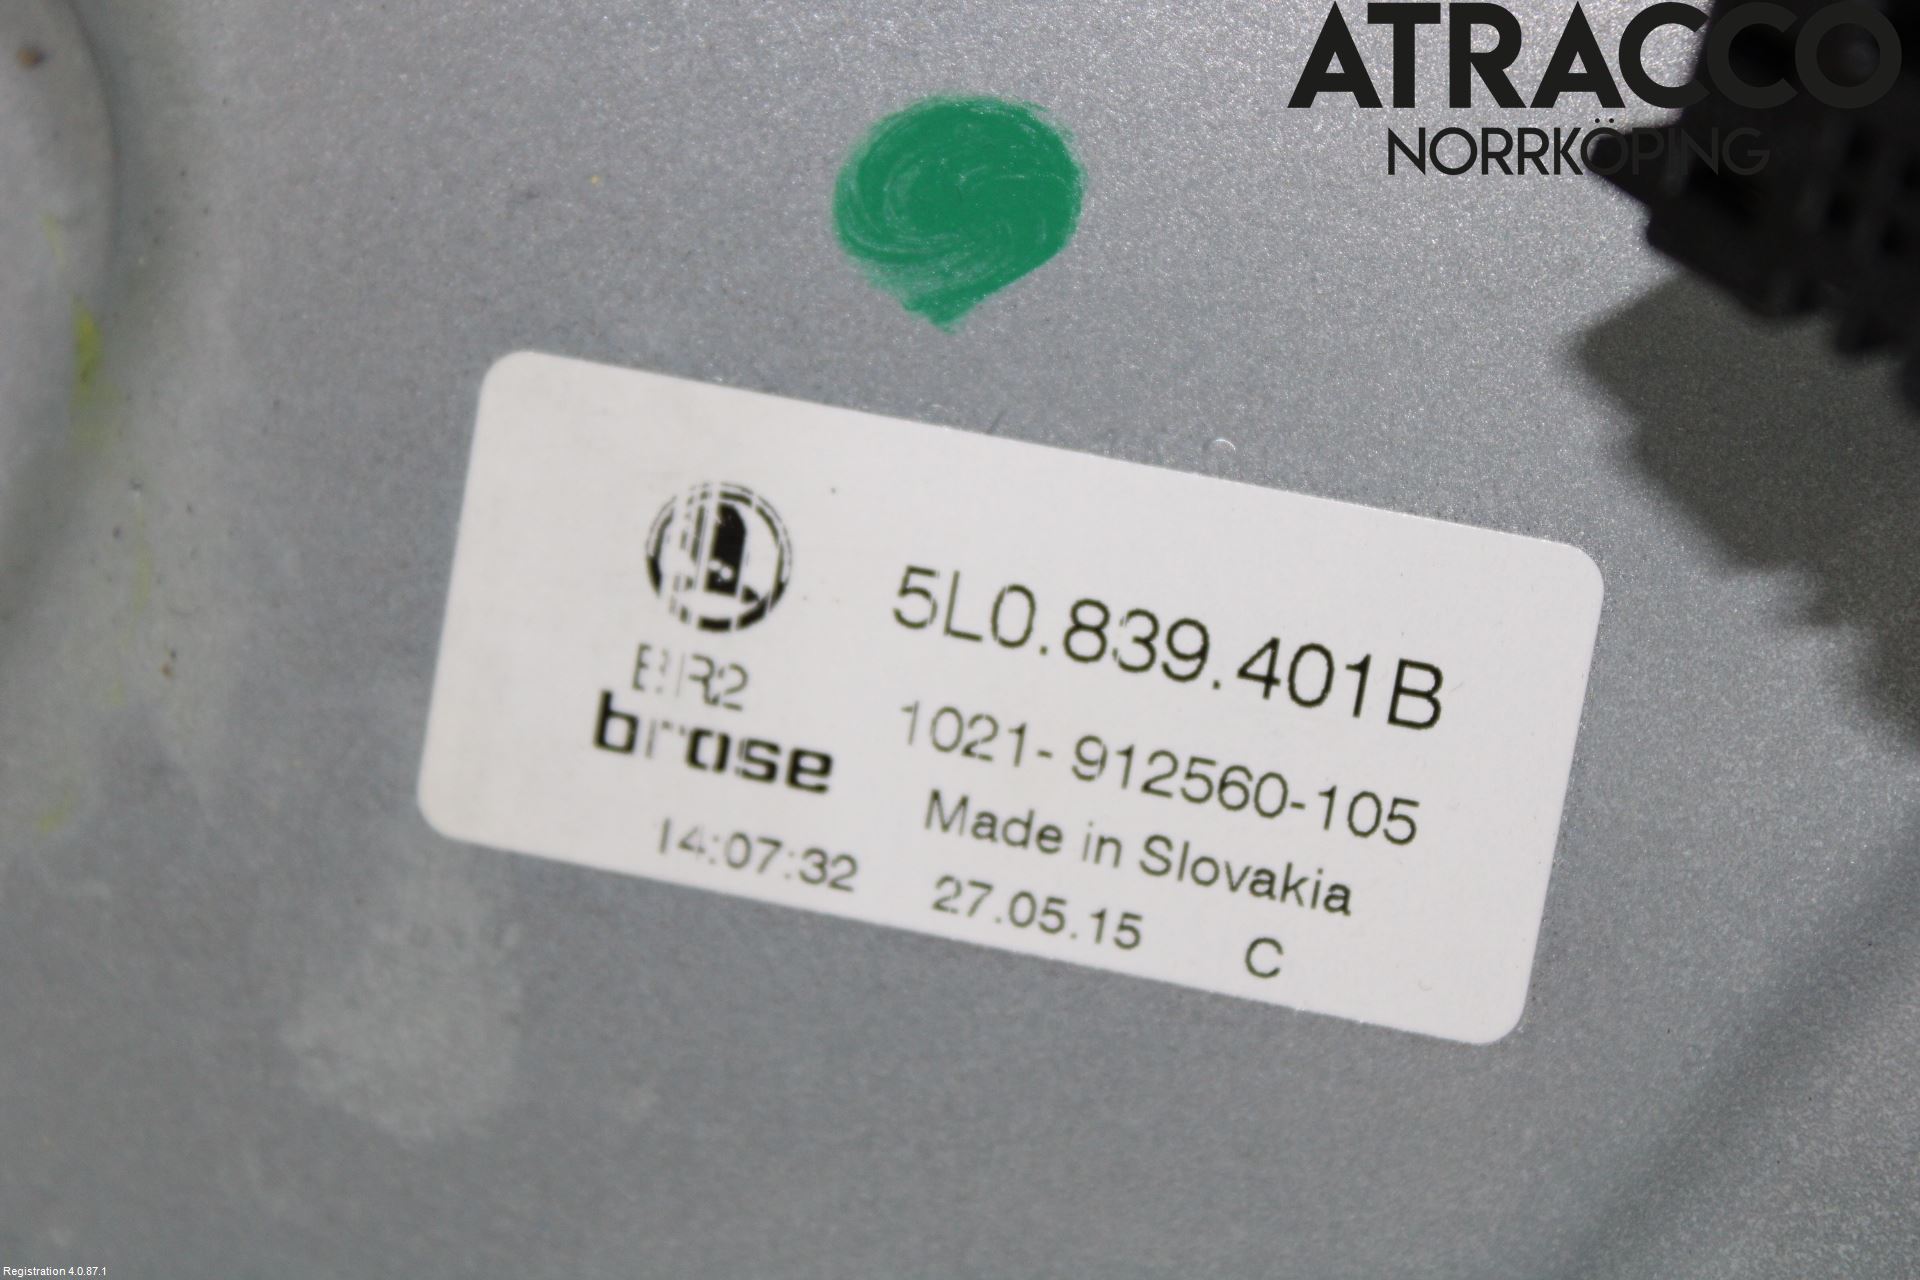 ATRACCO
NORRKÖPING
5L0.839.401B
BR2
brose
1021-912560-105
Made in Slovakia
14:07:32 27.05.15 C
Registration 4.0.87.1